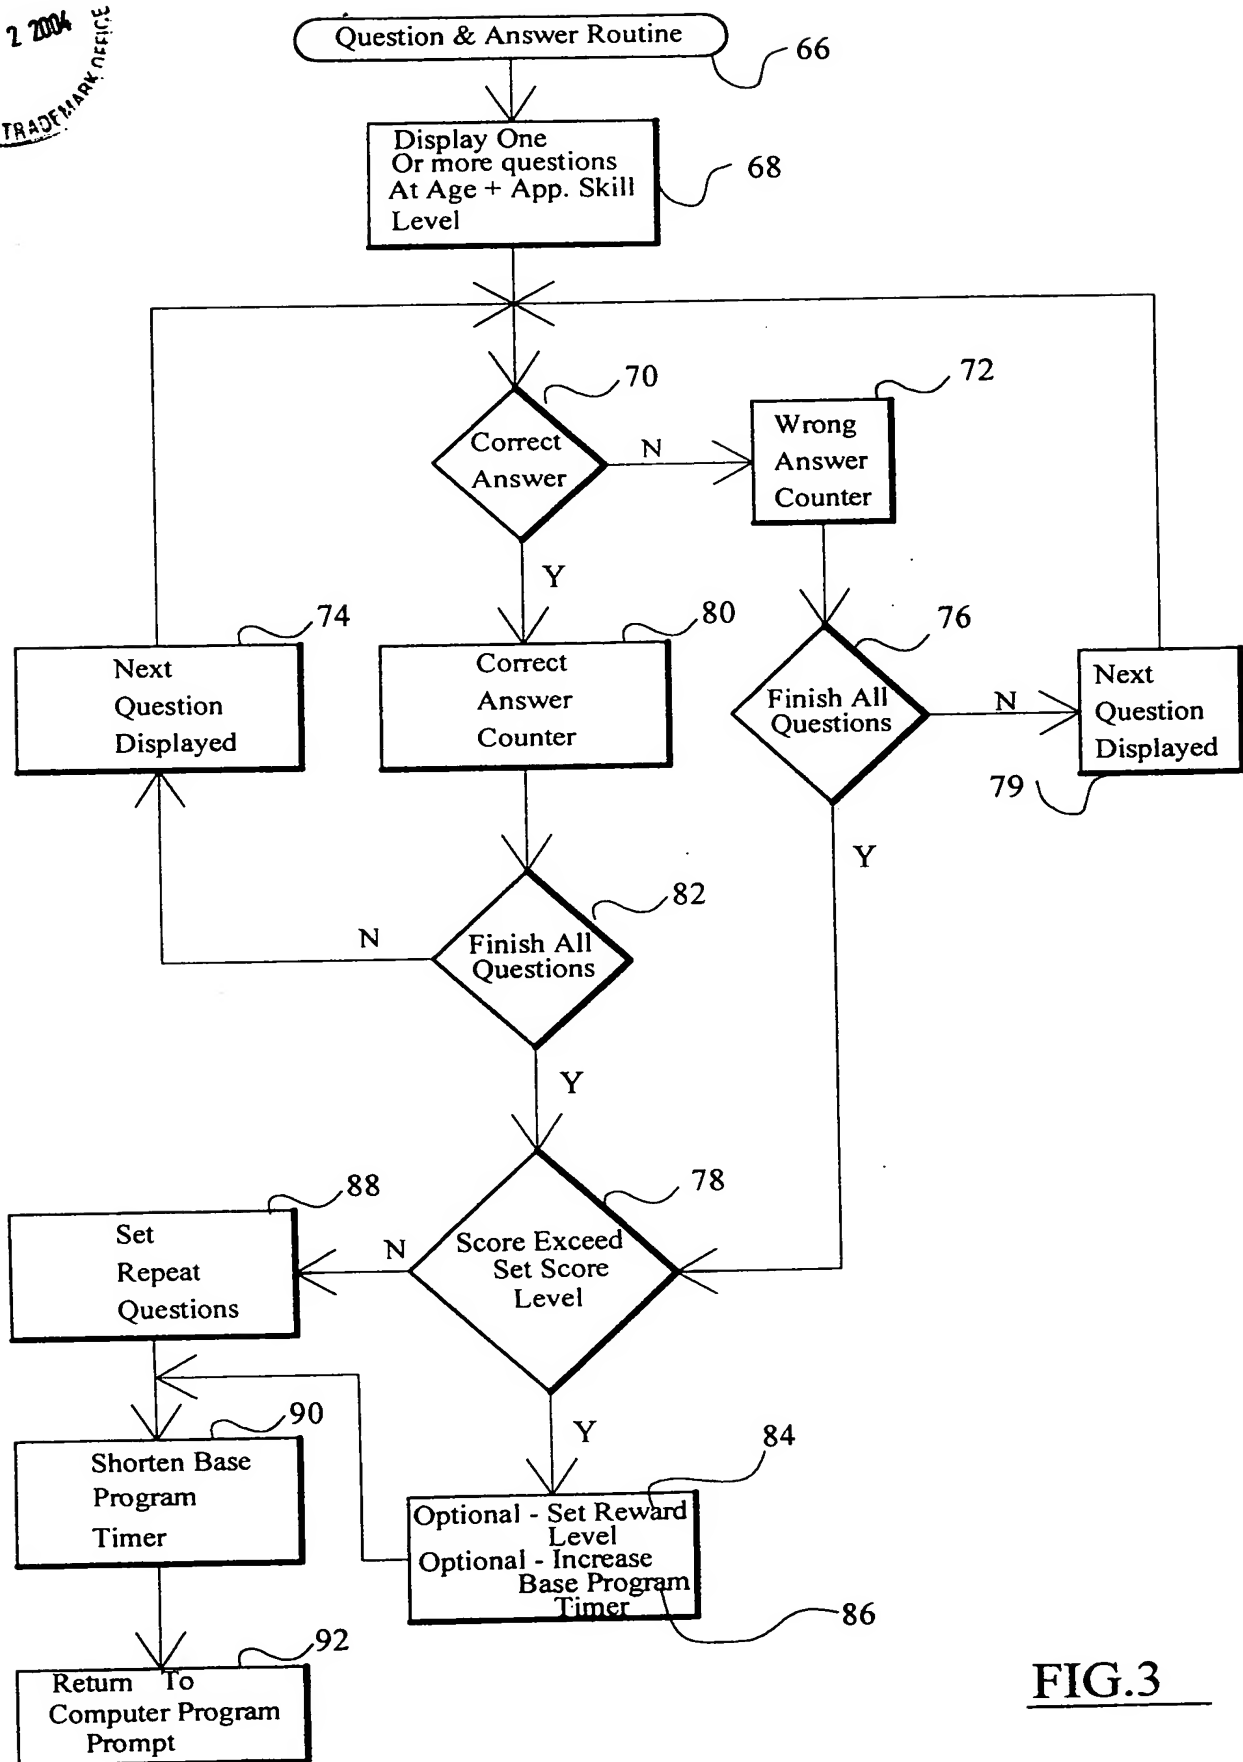 2 2004
TRADEMARK OFFICE
Question & Answer Routine
66
Display One
Or more questions
At Age + App. Skill
Level
68
70
Correct
Answer
N
72
Wrong
Answer
Counter
Y
74
Next
Question
Displayed
80
Correct
Answer
Counter
76
Finish All
Questions
N
Next
Question
Displayed
79
Y
82
Finish All
Questions
N
Y
78
Score Exceed
Set Score
Level
N
88
Set
Repeat
Questions
Y
90
Shorten Base
Program
Timer
84
Optional - Set Reward
Level
Optional - Increase
Base Program
Timer
86
92
Return To
Computer Program
Prompt
FIG.3